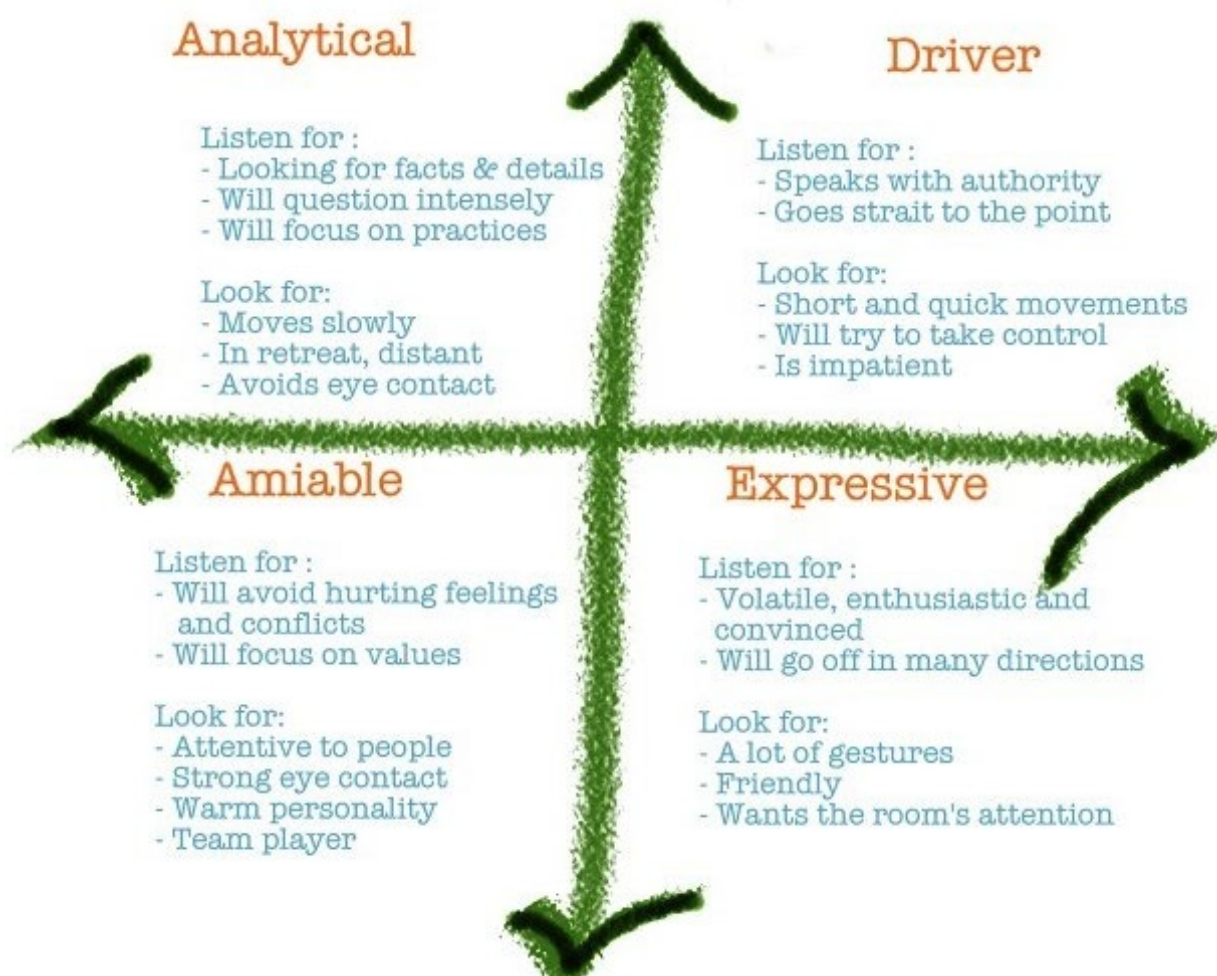 Analytical
Listen for :
- Looking for facts & details
- Will question intensely
- Will focus on practices
Look for:
- Moves slowly
- In retreat, distant
- Avoids eye contact
Driver
Listen for :
- Speaks with authority
- Goes strait to the point
Look for:
- Short and quick movements
- Will try to take control
- Is impatient
Amiable
Listen for :
- Will avoid hurting feelings
and conflicts
- Will focus on values
Look for:
- Attentive to people
- Strong eye contact
- Warm personality
- Team player
Expressive
Listen for :
- Volatile, enthusiastic and
convinced
- Will go off in many directions
Look for:
- A lot of gestures
- Friendly
- Wants the room's attention